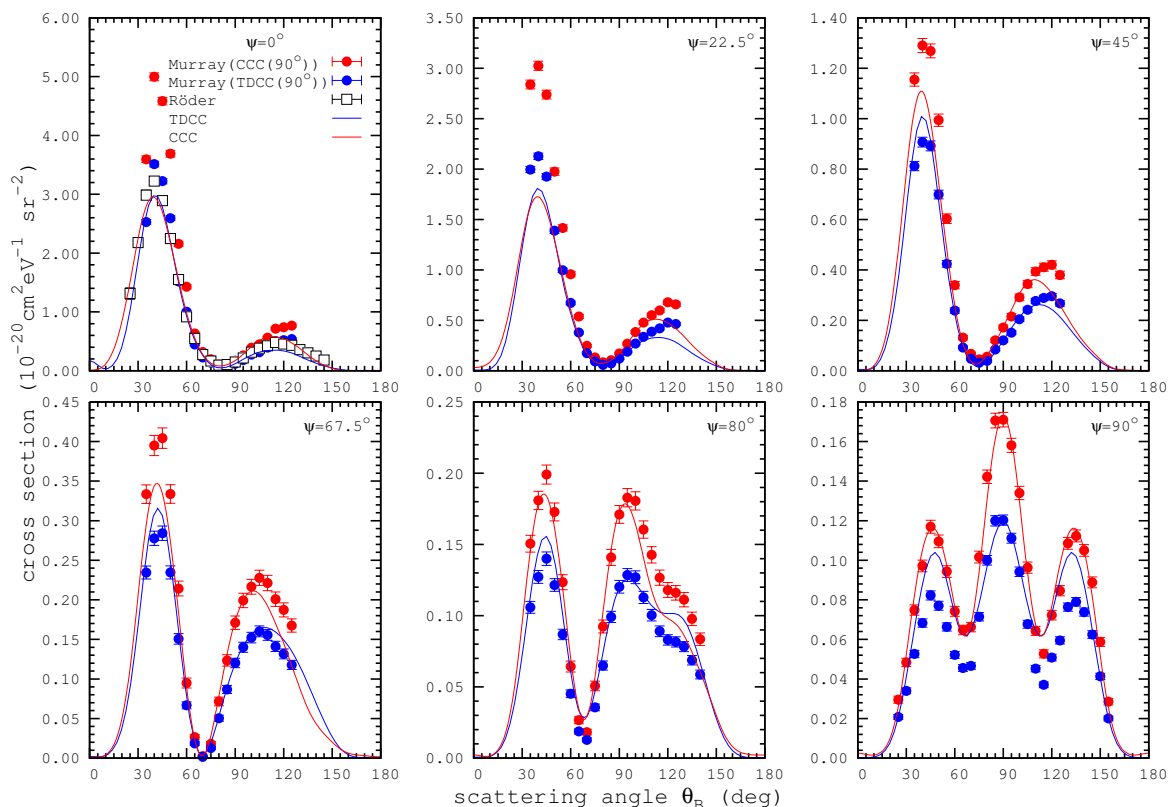 ψ=0°
Murray(CCC(90°))
Murray(TDCC(90°))
Röder
TDCC
CCC
6.00
5.00
4.00
3.00
2.00
1.00
0.00
0 30 60 90 120 150 180
ψ=22.5°
3.50
3.00
2.50
2.00
1.50
1.00
0.50
0.00
0 30 60 90 120 150 180
ψ=45°
1.40
1.20
1.00
0.80
0.60
0.40
0.20
0.00
0 30 60 90 120 150 180
cross section (10⁻²⁰cm²eV⁻¹ sr⁻²)
ψ=67.5°
0.45
0.40
0.35
0.30
0.25
0.20
0.15
0.10
0.05
0.00
0 30 60 90 120 150 180
ψ=80°
0.25
0.20
0.15
0.10
0.05
0.00
0 30 60 90 120 150 180
ψ=90°
0.18
0.16
0.14
0.12
0.10
0.08
0.06
0.04
0.02
0.00
0 30 60 90 120 150 180
scattering angle θ_B (deg)